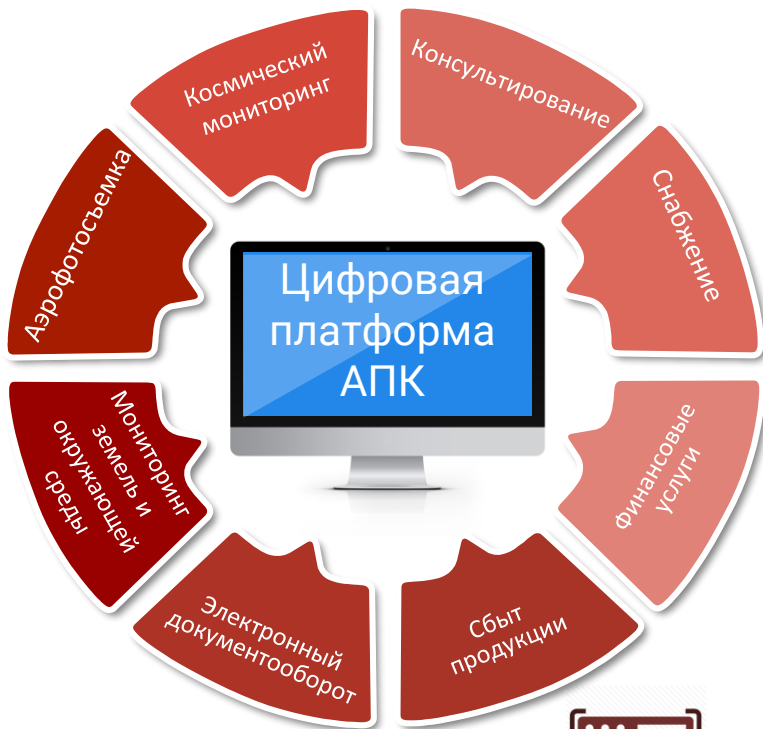 Космический
мониторинг
Консультирование
Снабжение
Финансовые
услуги
Сбыт
продукции
Электронный
документооборот
Мониторинг
земель и
окружающей
среды
Аэрофотосъемка
Цифровая
платформа
АПК